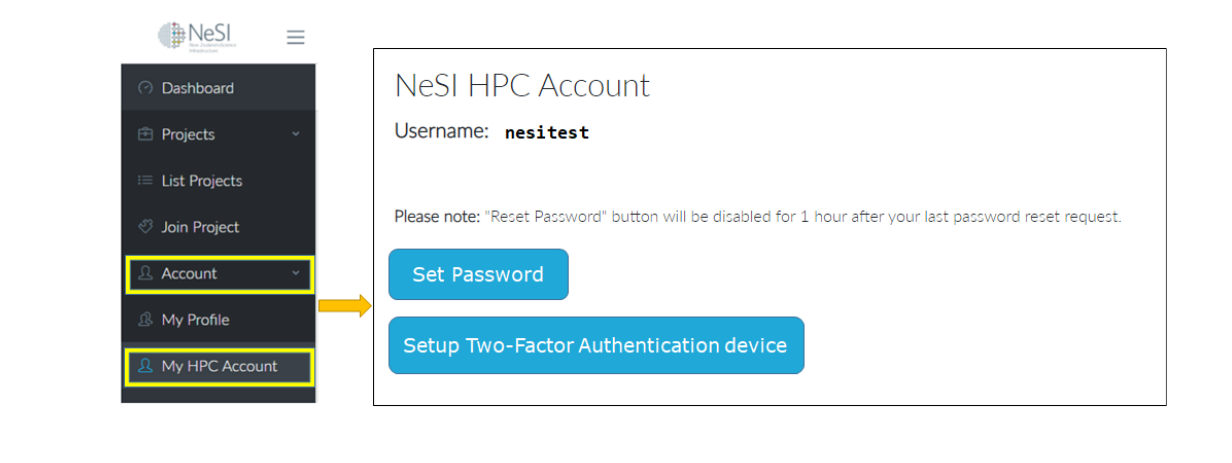 NeSI
New Zealand eScience
Infrastructure
Dashboard
Projects
List Projects
Join Project
Account
My Profile
My HPC Account
NeSI HPC Account
Username: nesitest
Please note: "Reset Password" button will be disabled for 1 hour after your last password reset request.
Set Password
Setup Two-Factor Authentication device